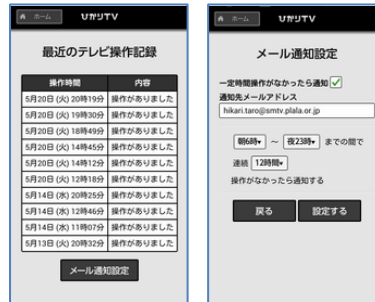 ホーム ひかりTV
最近のテレビ操作記録
操作時間 内容
5月20日 (火) 20時19分 操作がありました
5月20日 (火) 19時30分 操作がありました
5月20日 (火) 18時49分 操作がありました
5月20日 (火) 14時45分 操作がありました
5月20日 (火) 14時12分 操作がありました
5月20日 (火) 12時18分 操作がありました
5月14日 (水) 20時25分 操作がありました
5月14日 (水) 12時46分 操作がありました
5月14日 (水) 11時07分 操作がありました
5月13日 (火) 20時32分 操作がありました
メール通知設定
ホーム ひかりTV
メール通知設定
一定時間操作がなかったら通知
通知先メールアドレス
hikari.taro@smtv.plala.or.jp
朝6時 ～ 夜23時 までの間で
連続 12時間
操作がなかったら通知する
戻る 設定する